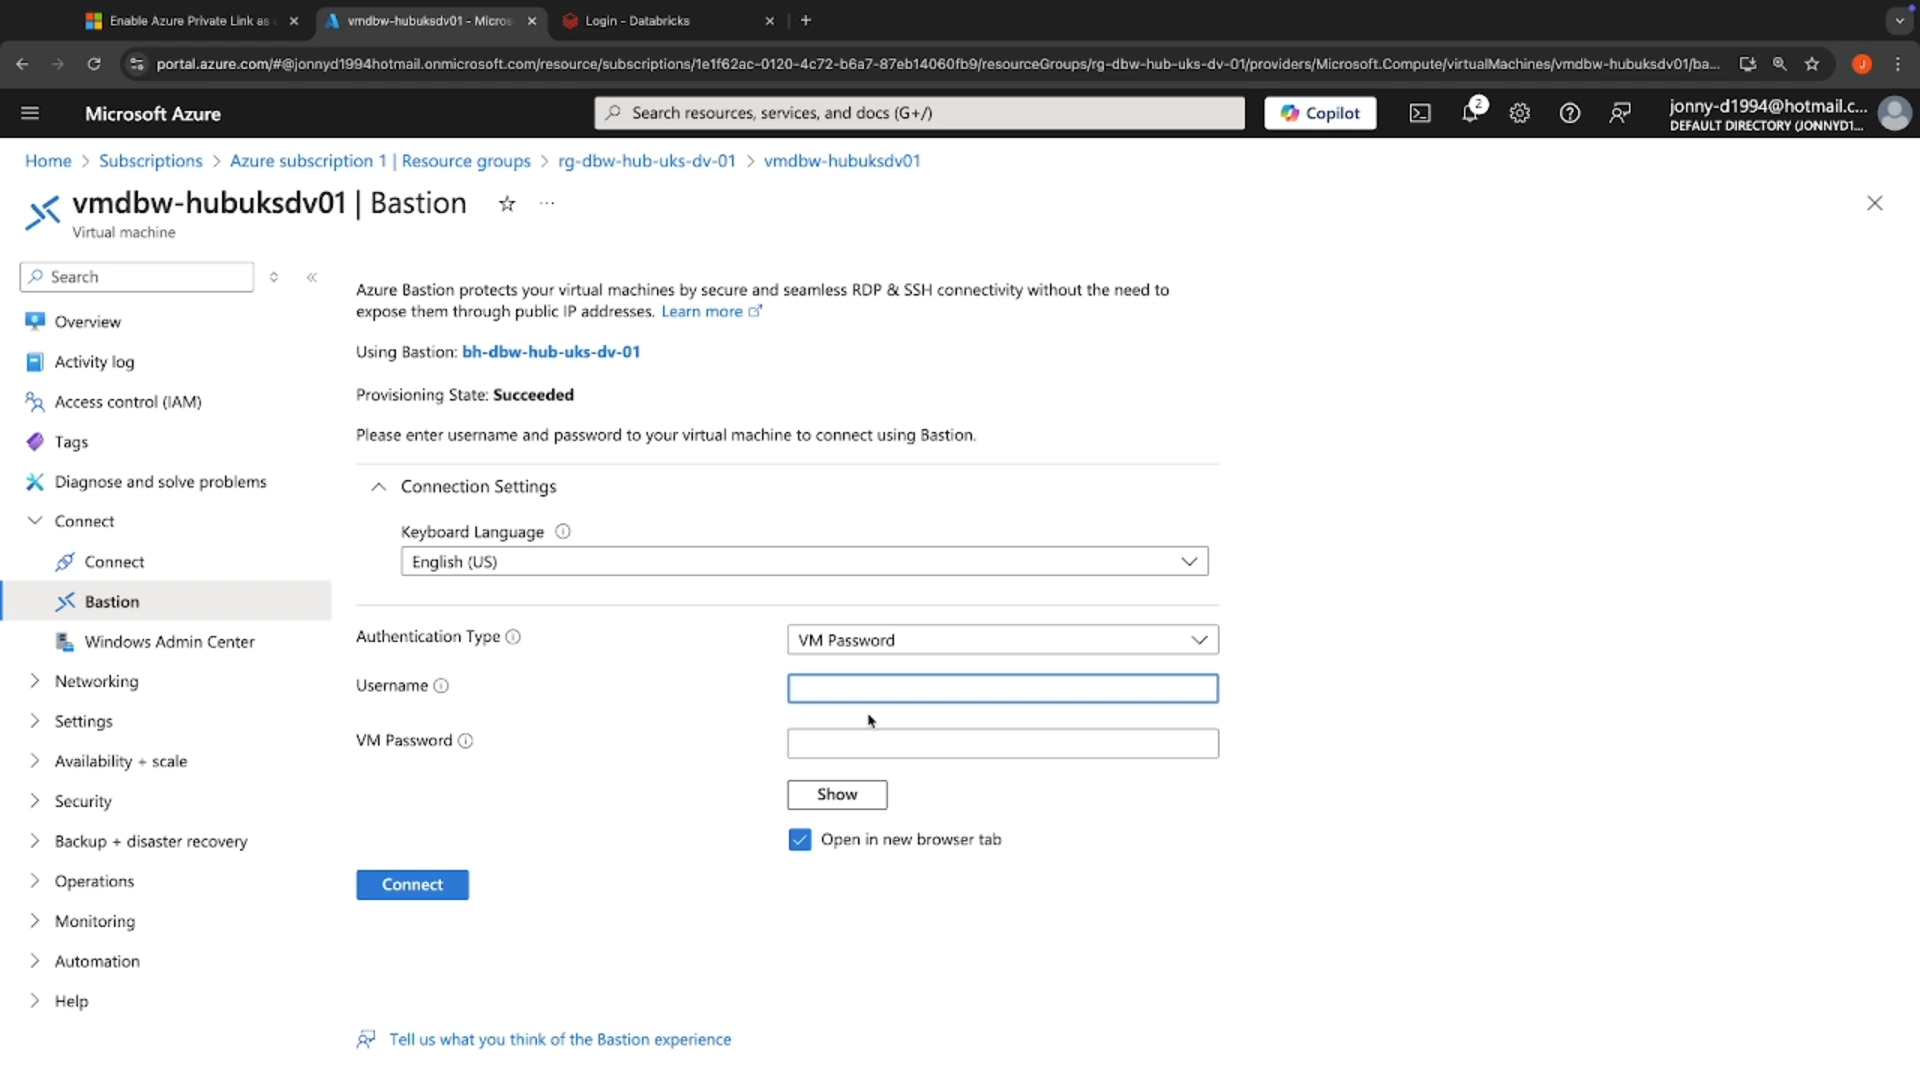 Enable Azure Private Link as
vmdbw-hubuksdv01 - Micros
Login - Databricks
portal.azure.com/#@jonnyd1994hotmail.onmicrosoft.com/resource/subscriptions/1e1f62ac-0120-4c72-b6a7-87eb14060fb9/resourceGroups/rg-dbw-hub-uks-dv-01/providers/Microsoft.Compute/virtualMachines/vmdbw-hubuksdv01/ba...
J
Microsoft Azure
Search resources, services, and docs (G+/)
Copilot
2
jonny-d1994@hotmail.c...
DEFAULT DIRECTORY (JONNYD1...
Home > Subscriptions > Azure subscription 1 | Resource groups > rg-dbw-hub-uks-dv-01 > vmdbw-hubuksdv01
vmdbw-hubuksdv01 | Bastion
Virtual machine
Search
Overview
Activity log
Access control (IAM)
Tags
Diagnose and solve problems
Connect
Connect
Bastion
Windows Admin Center
Networking
Settings
Availability + scale
Security
Backup + disaster recovery
Operations
Monitoring
Automation
Help
Azure Bastion protects your virtual machines by secure and seamless RDP & SSH connectivity without the need to
expose them through public IP addresses. Learn more
Using Bastion: bh-dbw-hub-uks-dv-01
Provisioning State: Succeeded
Please enter username and password to your virtual machine to connect using Bastion.
Connection Settings
Keyboard Language
English (US)
Authentication Type
VM Password
Username
VM Password
Show
Open in new browser tab
Connect
Tell us what you think of the Bastion experience